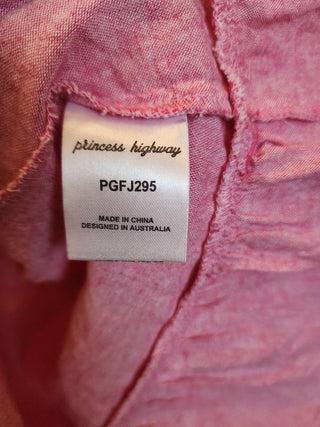 princess highway
PGFJ295
MADE IN CHINA
DESIGNED IN AUSTRALIA